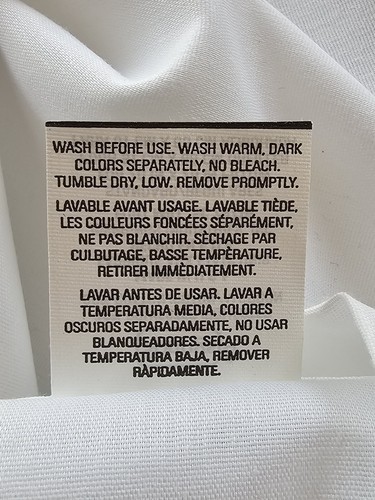 WASH BEFORE USE. WASH WARM, DARK
COLORS SEPARATELY, NO BLEACH.
TUMBLE DRY, LOW. REMOVE PROMPTLY.
LAVABLE AVANT USAGE. LAVABLE TIÈDE,
LES COULEURS FONCÉES SÉPARÉMENT,
NE PAS BLANCHIR. SÈCHAGE PAR
CULBUTAGE, BASSE TEMPÈRATURE,
RETIRER IMMÈDIATEMENT.
LAVAR ANTES DE USAR. LAVAR A
TEMPERATURA MEDIA, COLORES
OSCUROS SEPARADAMENTE, NO USAR
BLANQUEADORES. SECADO A
TEMPERATURA BAJA, REMOVER
RÀPIDAMENTE.